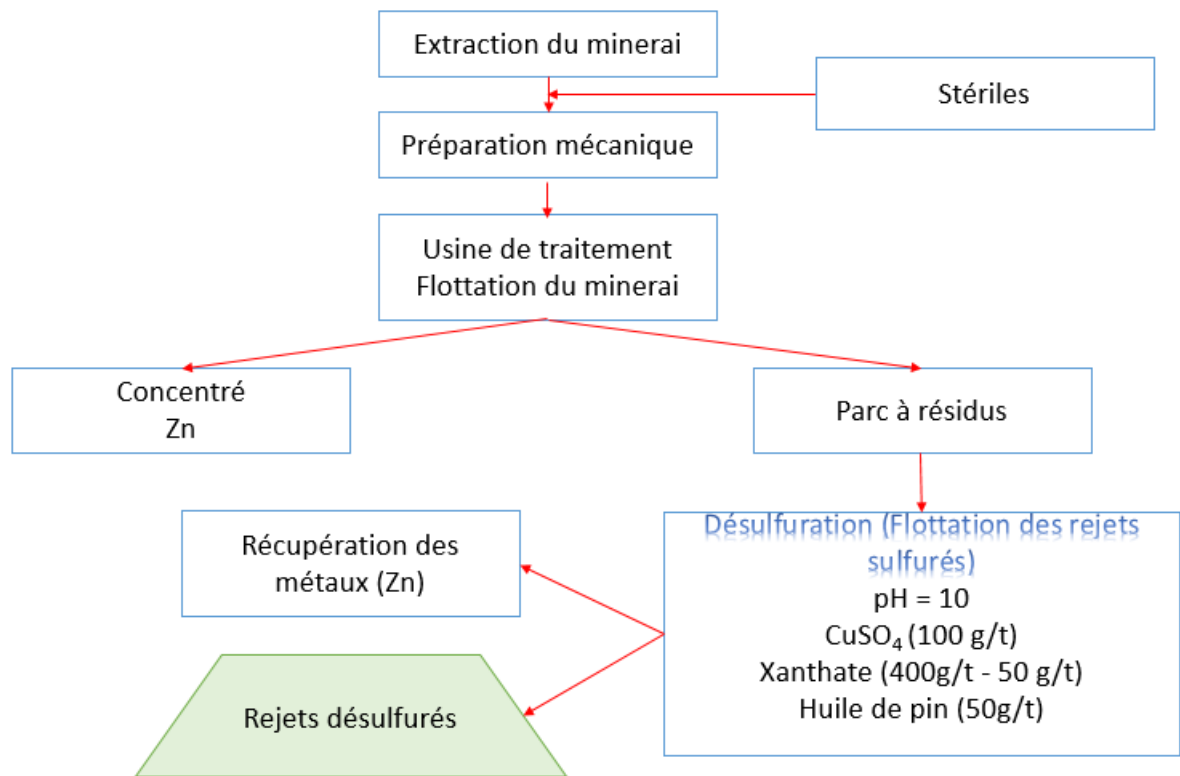 Extraction du minerai
Stériles
Préparation mécanique
Usine de traitement
Flottation du minerai
Concentré
Zn
Parc à résidus
Désulfuration (Flottation des rejets
sulfurés)
pH = 10
CuSO₄ (100 g/t)
Xanthate (400g/t - 50 g/t)
Huile de pin (50g/t)
Récupération des
métaux (Zn)
Rejets désulfurés